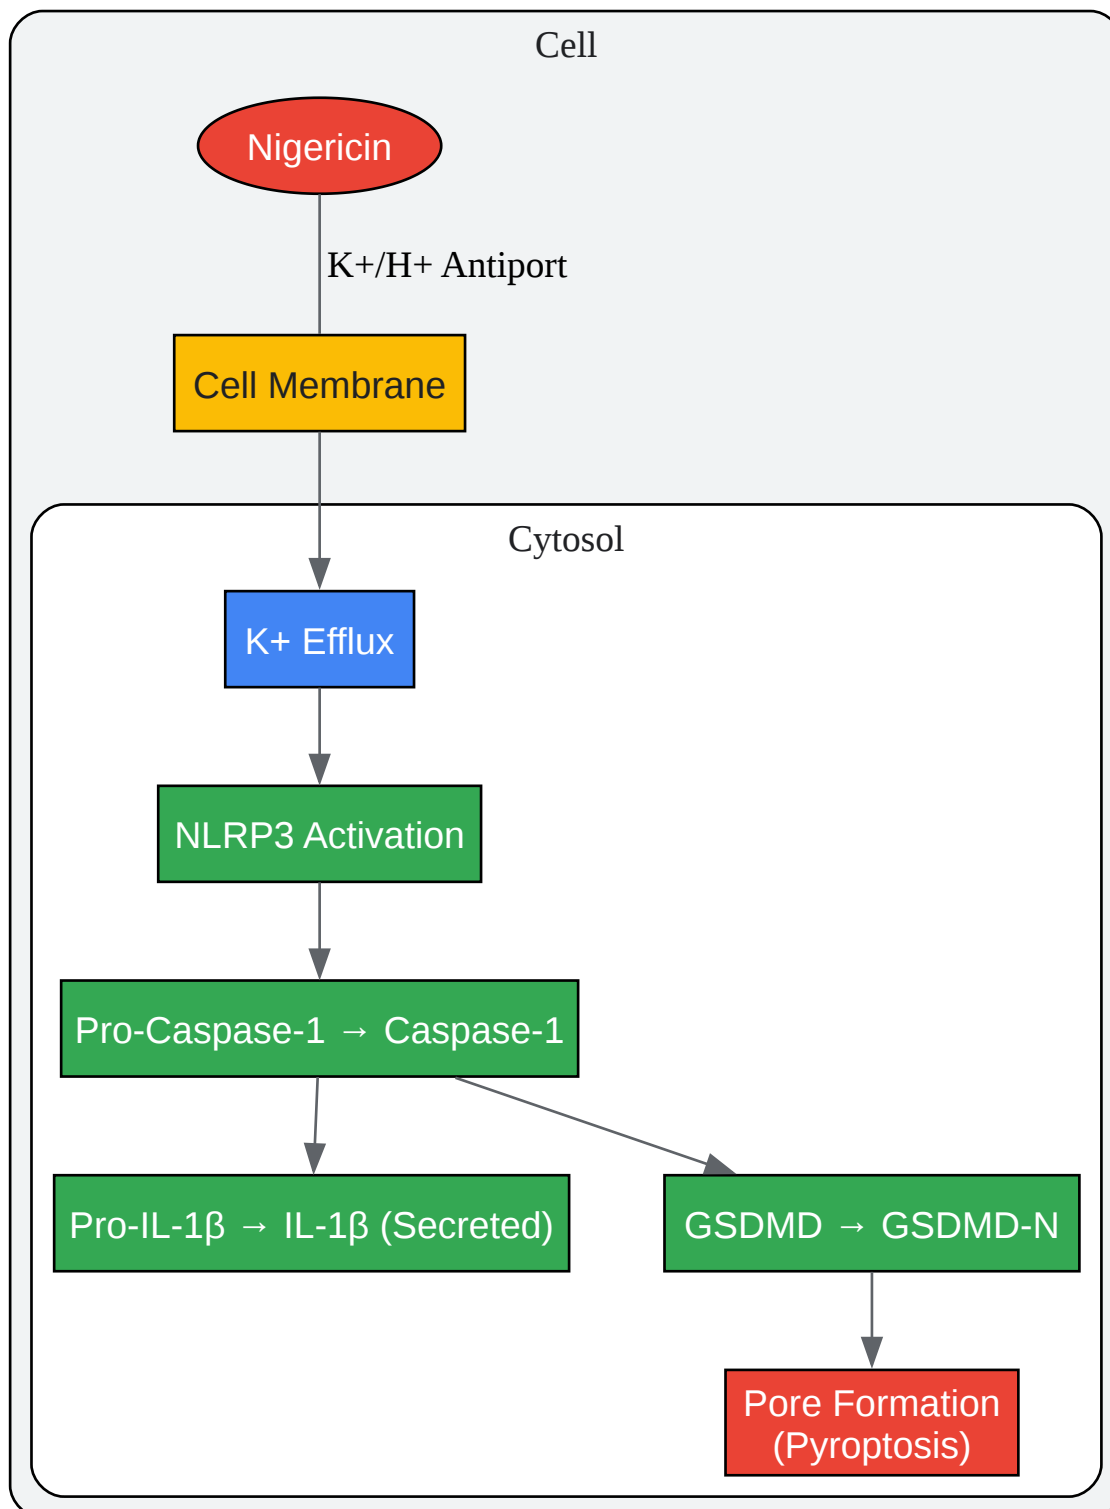 Cell
Nigericin
K+/H+ Antiport
Cell Membrane
Cytosol
K+ Efflux
NLRP3 Activation
Pro-Caspase-1 → Caspase-1
Pro-IL-1β → IL-1β (Secreted)
GSDMD → GSDMD-N
Pore Formation
(Pyroptosis)